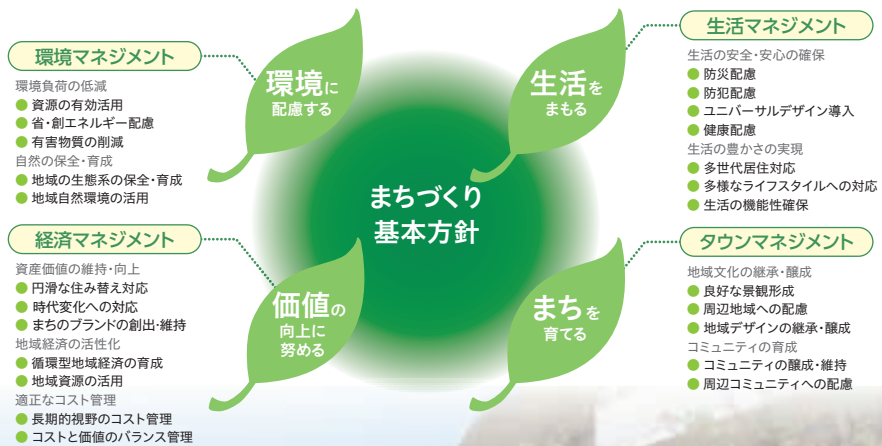 環境マネジメント
環境負荷の低減
● 資源の有効活用
● 省・創エネルギー配慮
● 有害物質の削減
自然の保全・育成
● 地域の生態系の保全・育成
● 地域自然環境の活用
環境に
配慮する
生活を
まもる
生活マネジメント
生活の安全・安心の確保
● 防災配慮
● 防犯配慮
● ユニバーサルデザイン導入
● 健康配慮
生活の豊かさの実現
● 多世代居住対応
● 多様なライフスタイルへの対応
● 生活の機能性確保
まちづくり
基本方針
経済マネジメント
資産価値の維持・向上
● 円滑な住み替え対応
● 時代変化への対応
● まちのブランドの創出・維持
地域経済の活性化
● 循環型地域経済の育成
● 地域資源の活用
適正なコスト管理
● 長期的視野のコスト管理
● コストと価値のバランス管理
価値の
向上に
努める
まちを
育てる
タウンマネジメント
地域文化の継承・醸成
● 良好な景観形成
● 周辺地域への配慮
● 地域デザインの継承・醸成
コミュニティの育成
● コミュニティの醸成・維持
● 周辺コミュニティへの配慮